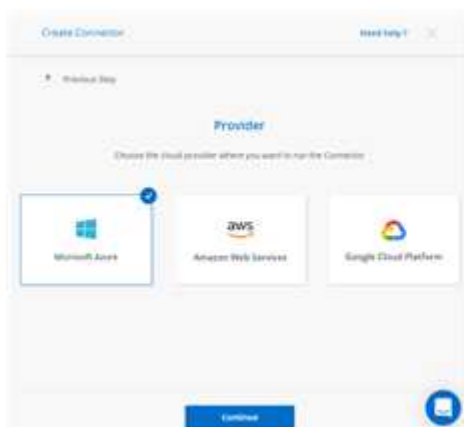 Create Connector
Need help?
Previous Step
Provider
Choose the cloud provider where you want to run the Connector
aws
Microsoft Azure
Amazon Web Services
Google Cloud Platform
Continue